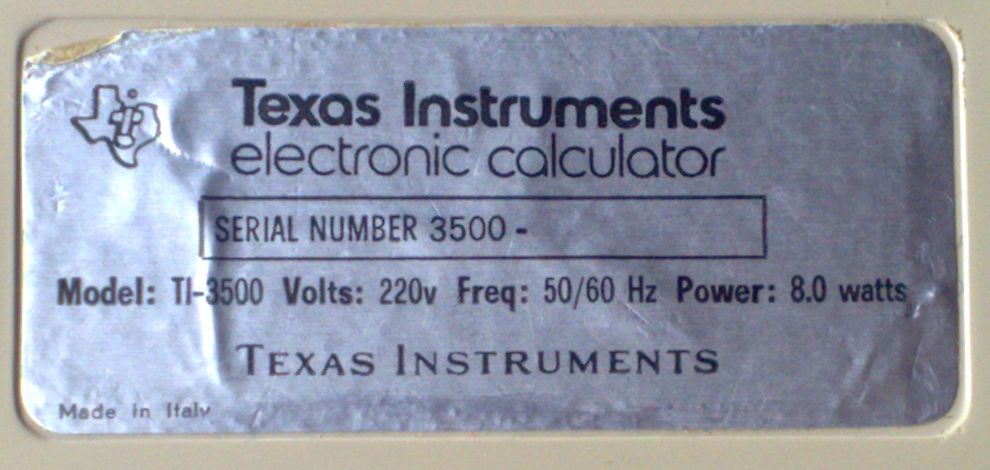 Texas Instruments
electronic calculator
SERIAL NUMBER 3500 -
Model: TI-3500 Volts: 220v Freq: 50/60 Hz Power: 8.0 watts
TEXAS INSTRUMENTS
Made in Italy